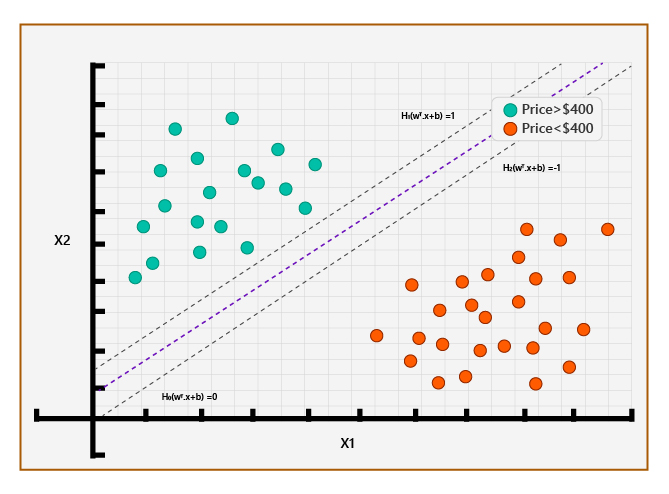 H₁(wᵀ.x+b) =1
Price>$400
Price<$400
H₂(wᵀ.x+b) =-1
X2
H₀(wᵀ.x+b) =0
X1